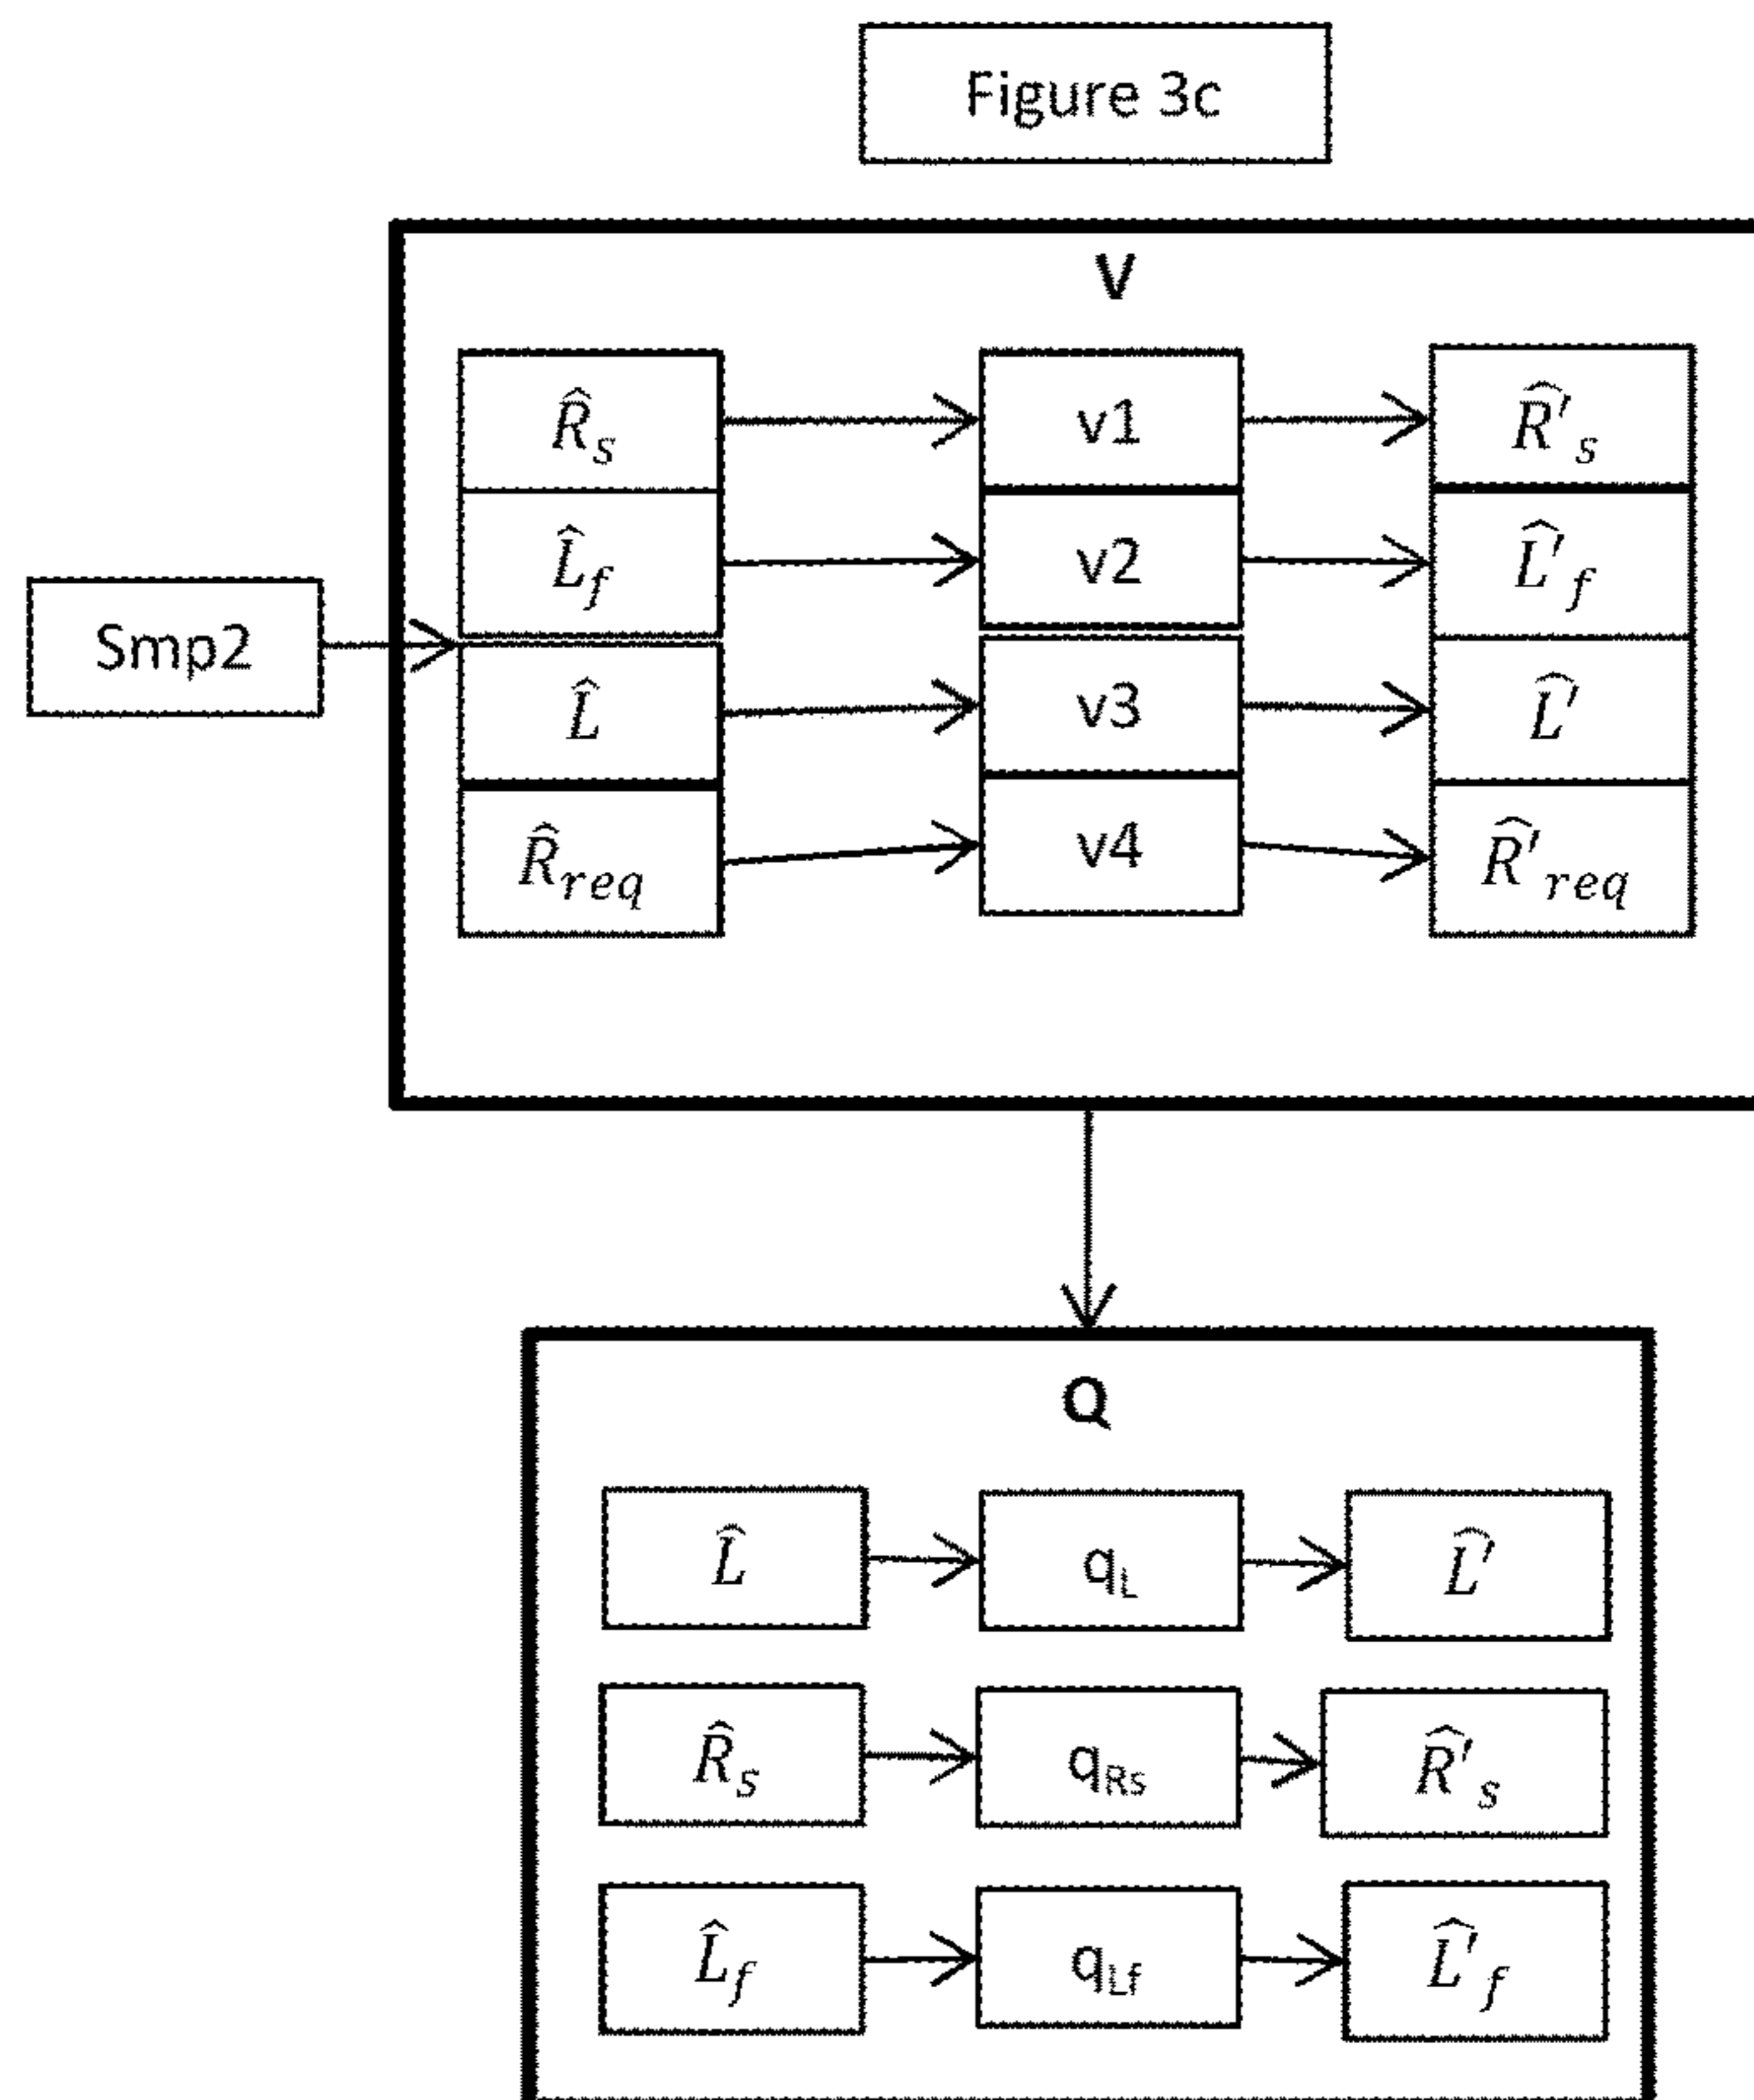 Figure 3c
V
R̂s v1 R̂′s
L̂f v2 L̂′f
Smp2
L̂ v3 L̂′
R̂req v4 R̂′req
Q
L̂ qL L̂′
R̂s qRs R̂′s
L̂f qLf L̂′f